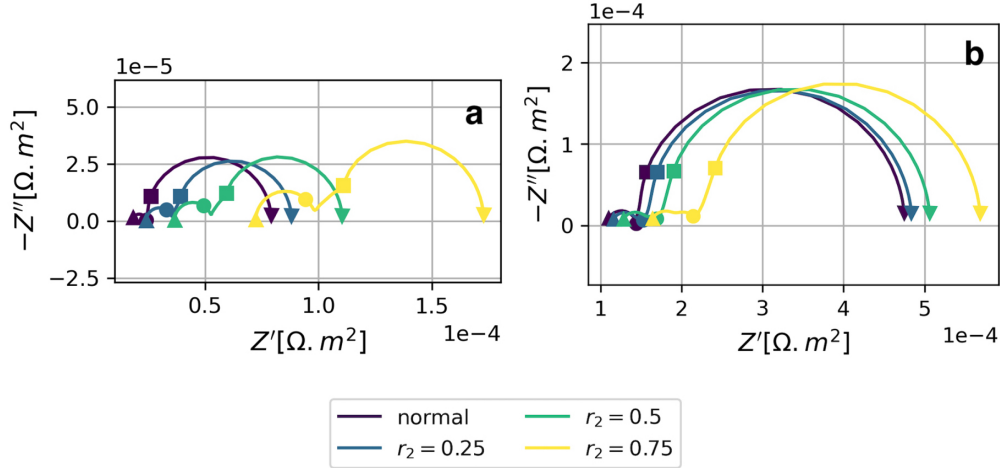 1e−5
a
5.0
2.5
0.0
−2.5
−Z′′[Ω. m²]
0.5 1.0 1.5
1e−4
Z′[Ω. m²]
1e−4
b
2
1
0
−Z′′[Ω. m²]
1 2 3 4 5
1e−4
Z′[Ω. m²]
normal
r₂ = 0.25
r₂ = 0.5
r₂ = 0.75